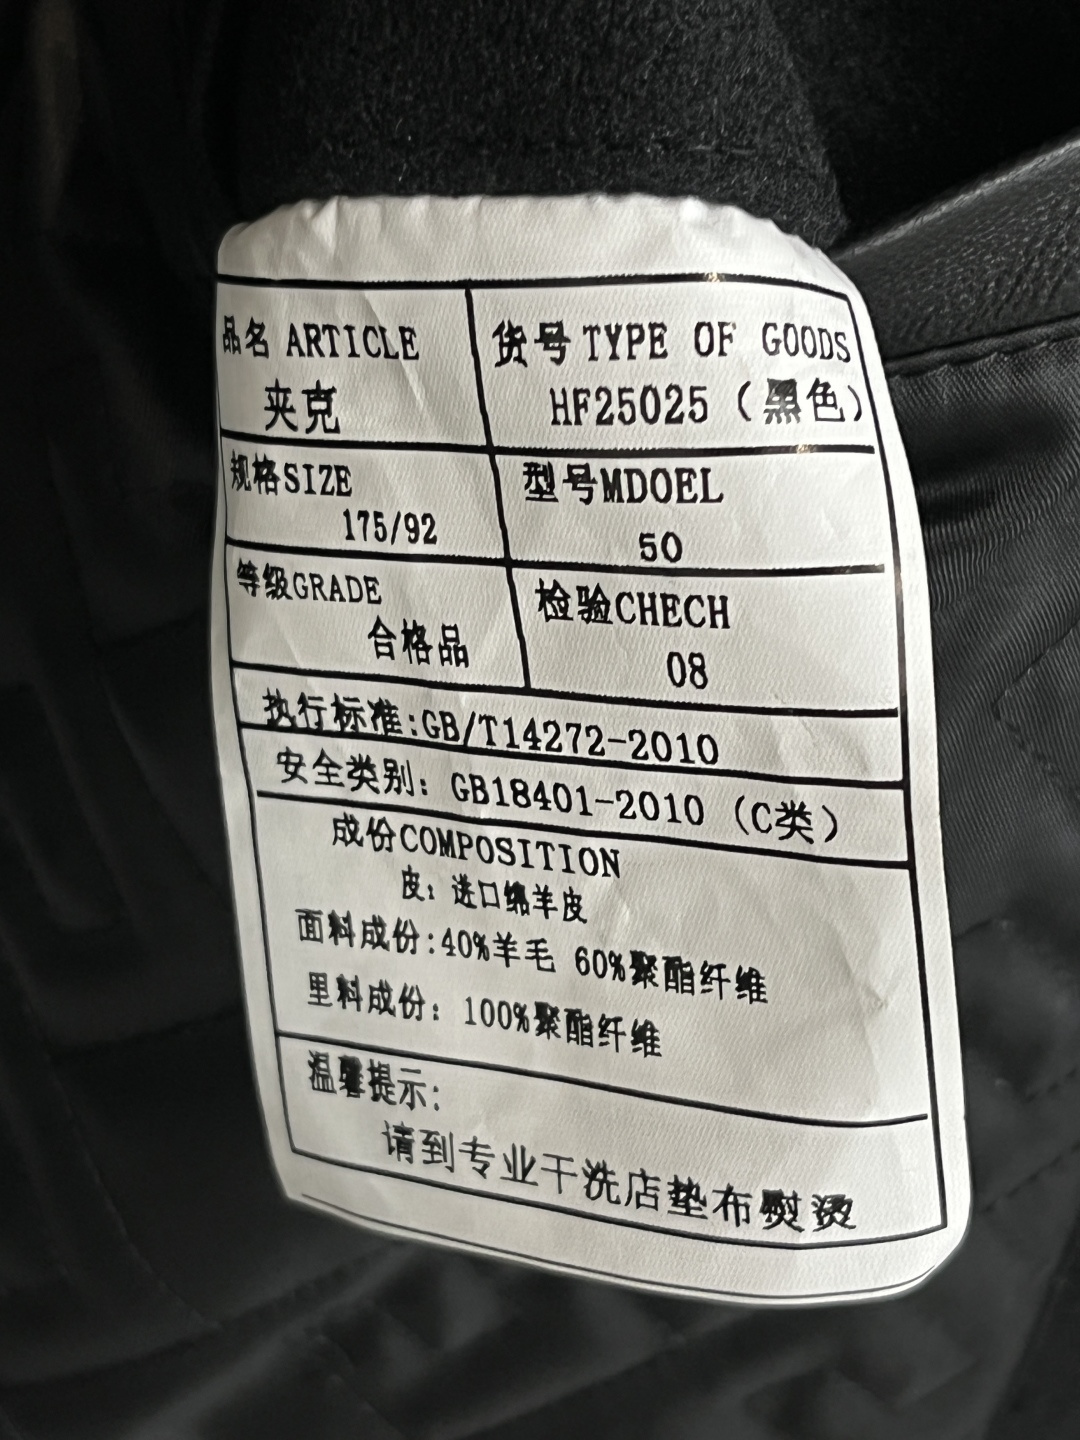 品名 ARTICLE
夹克
货号TYPE OF GOODS
HF25025（黑色）
规格SIZE
175/92
型号MDOEL
50
等级GRADE
合格品
检验CHECH
08
执行标准:GB/T14272-2010
安全类别: GB18401-2010（C类）
成份COMPOSITION
皮: 进口绵羊皮
面料成份:40%羊毛 60%聚酯纤维
里料成份: 100%聚酯纤维
温馨提示:
请到专业干洗店垫布熨烫